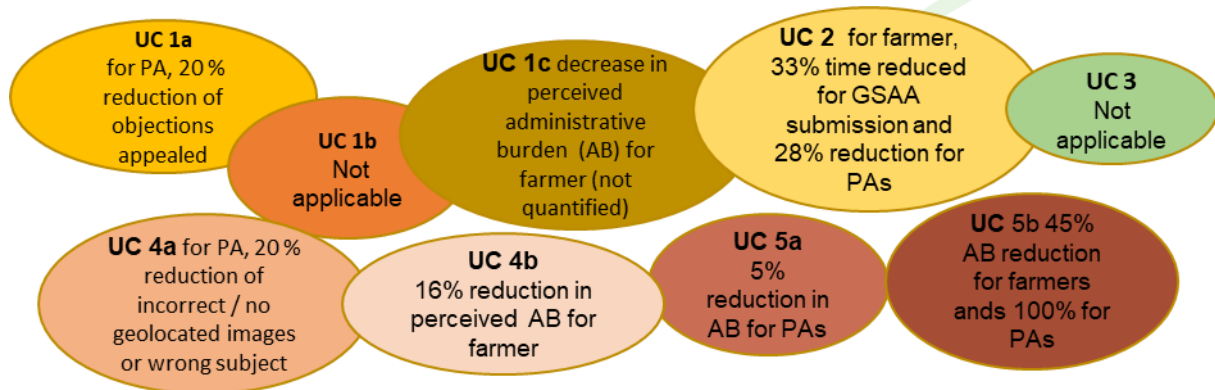 UC 1a
for PA, 20 %
reduction of
objections
appealed
UC 1b
Not
applicable
UC 1c decrease in
perceived
administrative
burden (AB) for
farmer (not
quantified)
UC 2 for farmer,
33% time reduced
for GSAA
submission and
28% reduction for
PAs
UC 3
Not
applicable
UC 4a for PA, 20 %
reduction of
incorrect / no
geolocated images
or wrong subject
UC 4b
16% reduction in
perceived AB for
farmer
UC 5a
5%
reduction in
AB for PAs
UC 5b 45%
AB reduction
for farmers
ands 100% for
PAs